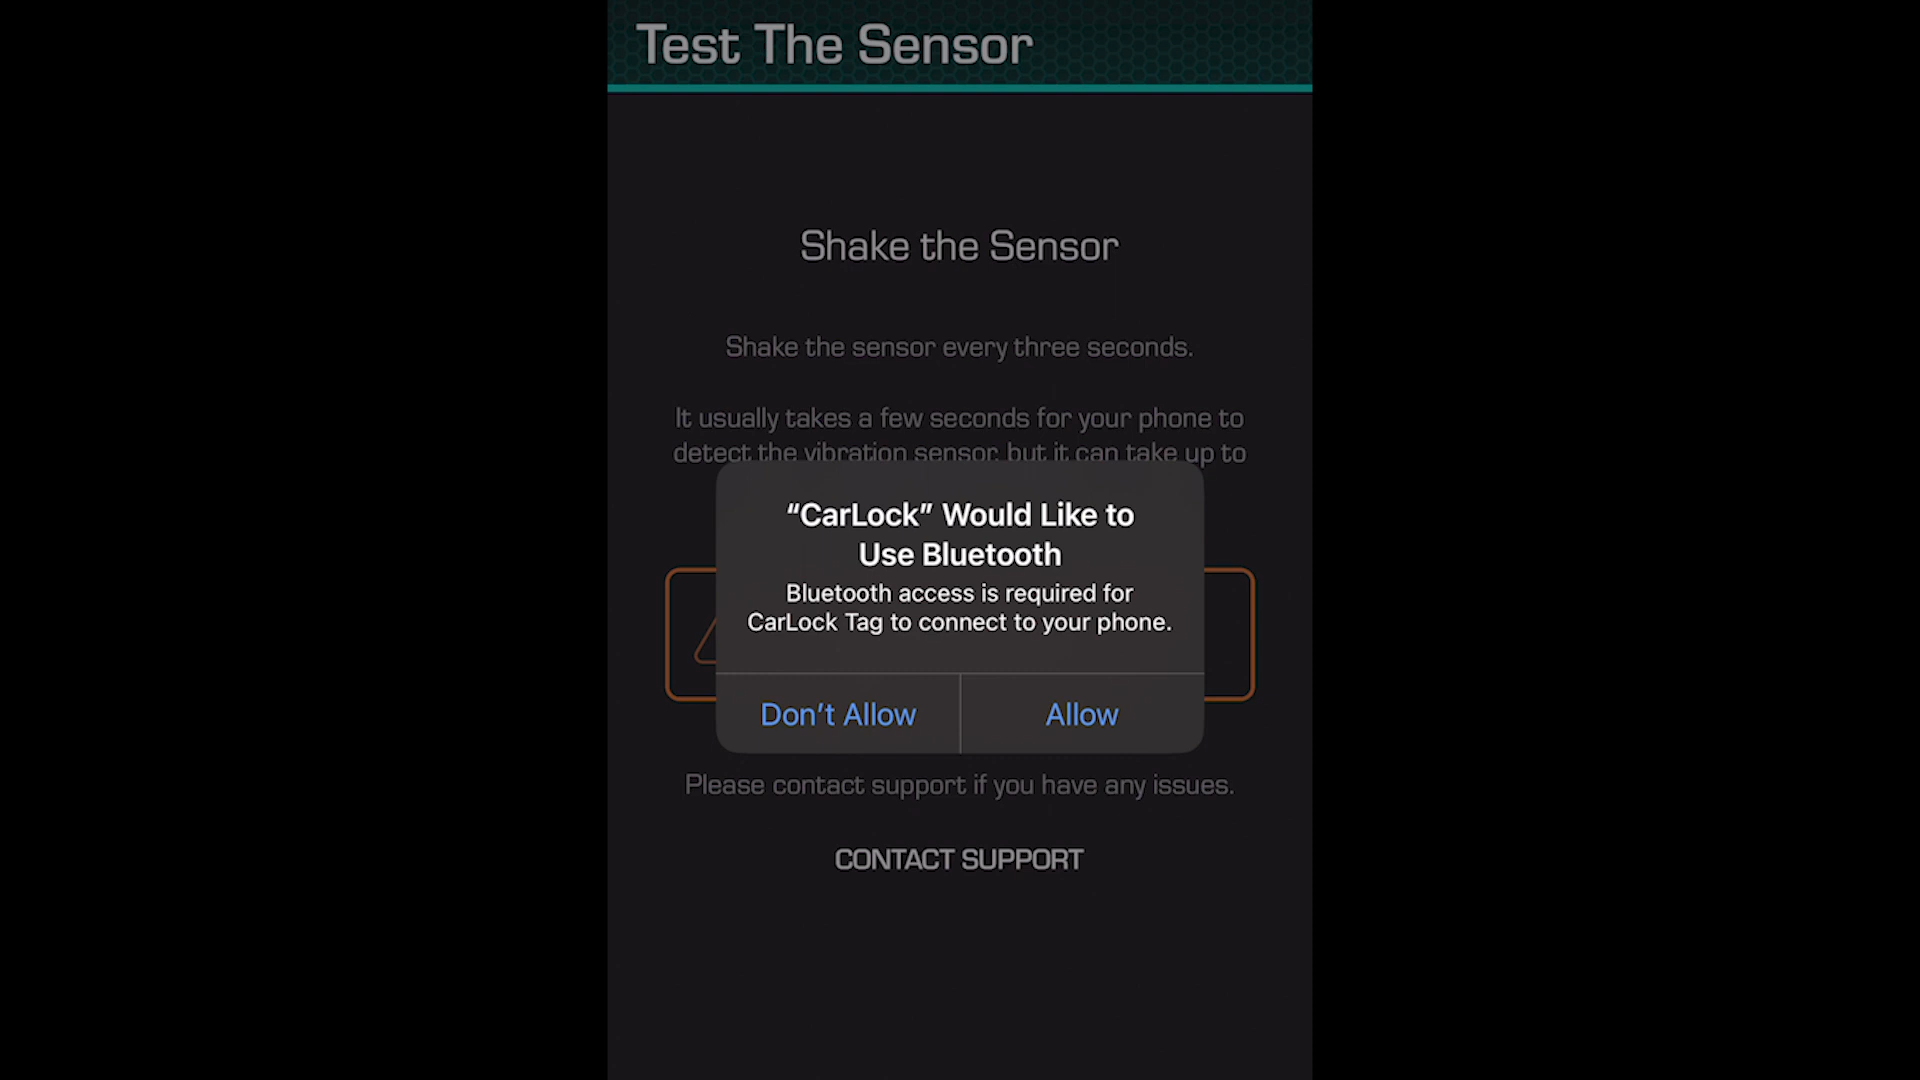 Test The Sensor
Shake the Sensor
Shake the sensor every three seconds.
It usually takes a few seconds for your phone to
detect the vibration sensor, but it can take up to
“CarLock” Would Like to
Use Bluetooth
Bluetooth access is required for
CarLock Tag to connect to your phone.
Don’t Allow
Allow
Please contact support if you have any issues.
CONTACT SUPPORT